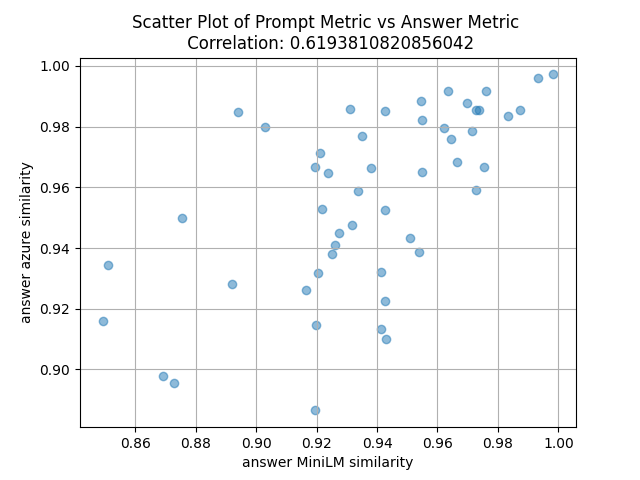 Scatter Plot of Prompt Metric vs Answer Metric
Correlation: 0.6193810820856042
1.00
0.98
0.96
0.94
0.92
0.90
answer azure similarity
0.86 0.88 0.90 0.92 0.94 0.96 0.98 1.00
answer MiniLM similarity